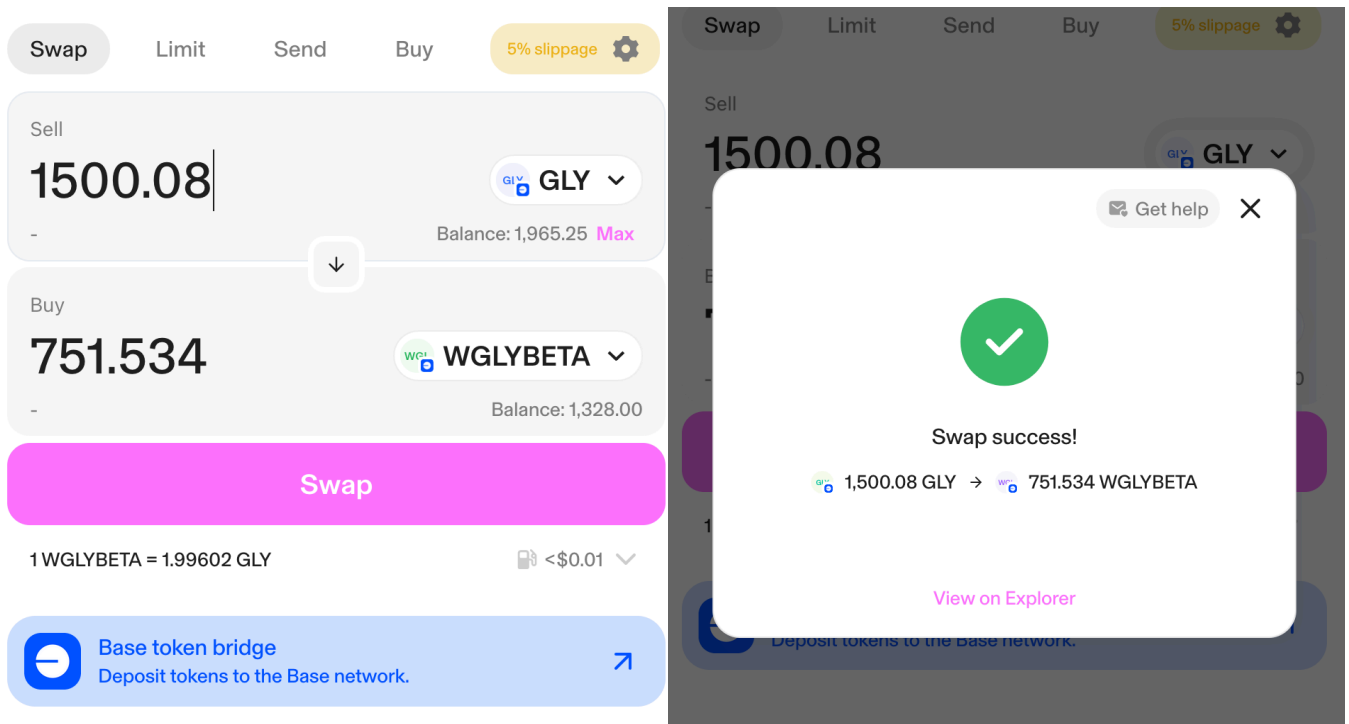 Swap Limit Send Buy 5% slippage
Sell
1500.08 GLY GLY
- Balance: 1,965.25 Max
Buy
751.534 WGLYBETA
- Balance: 1,328.00
Swap
1 WGLYBETA = 1.99602 GLY <$0.01
Base token bridge
Deposit tokens to the Base network.
Swap Limit Send Buy 5% slippage
Sell
1500.08 GLY GLY
Get help
Swap success!
1,500.08 GLY → 751.534 WGLYBETA
View on Explorer
Deposit tokens to the Base network.